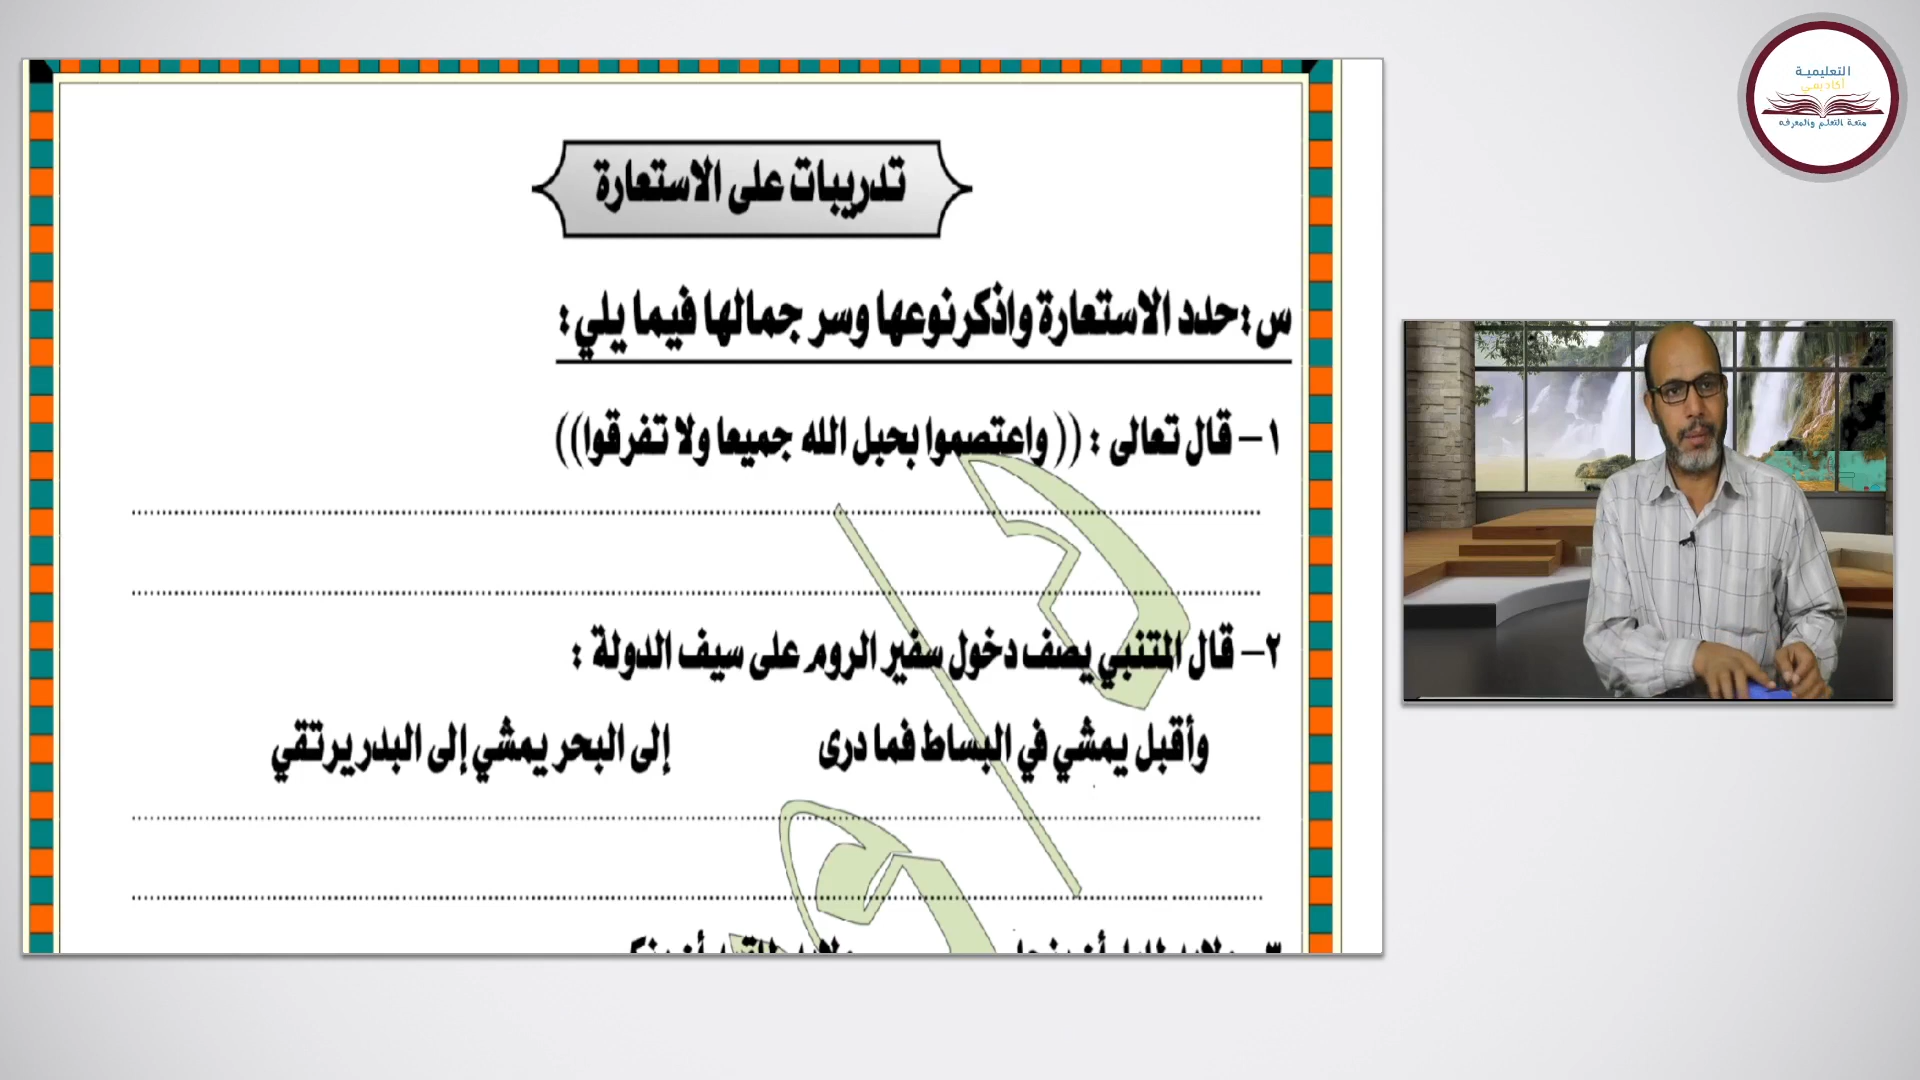 التعليمية
أكاديمي
متعة التعلم والمعرفه
تدريبات على الاستعارة
س : حدد الاستعارة واذكر نوعها وسر جمالها فيما يلي :
١ – قال تعالى : (( واعتصموا بحبل الله جميعا ولا تفرقوا))
٢ – قال المتنبي يصف دخول سفير الروم على سيف الدولة :
وأقبل يمشي في البساط فما درى إلى البحر يمشي إلى البدر يرتقي